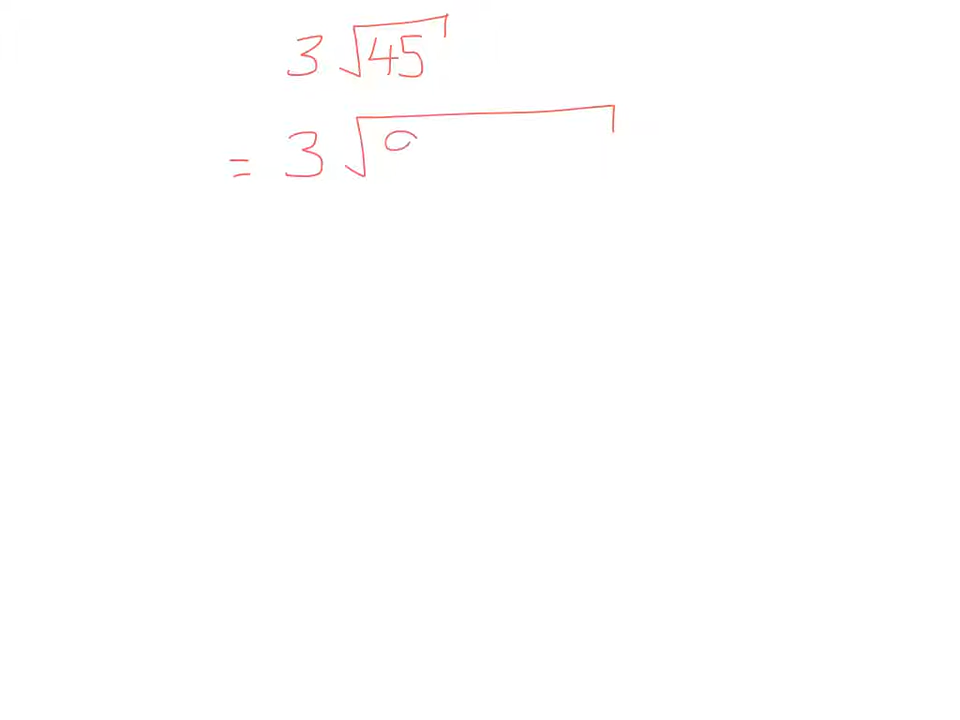 3 √45
= 3 √